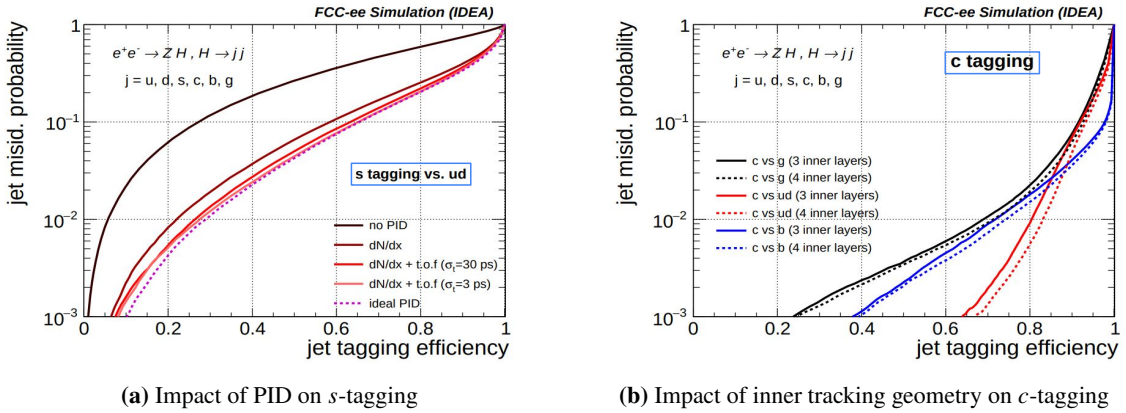 FCC-ee Simulation (IDEA)
e⁺e⁻ → Z H , H → j j
j = u, d, s, c, b, g
s tagging vs. ud
no PID
dN/dx
dN/dx + t.o.f (σₜ=30 ps)
dN/dx + t.o.f (σₜ=3 ps)
ideal PID
jet misid. probability
1
10⁻¹
10⁻²
10⁻³
0 0.2 0.4 0.6 0.8 1
jet tagging efficiency
(a) Impact of PID on s-tagging
FCC-ee Simulation (IDEA)
e⁺e⁻ → Z H , H → j j
j = u, d, s, c, b, g
c tagging
c vs g (3 inner layers)
c vs g (4 inner layers)
c vs ud (3 inner layers)
c vs ud (4 inner layers)
c vs b (3 inner layers)
c vs b (4 inner layers)
jet misid. probability
1
10⁻¹
10⁻²
10⁻³
0 0.2 0.4 0.6 0.8 1
jet tagging efficiency
(b) Impact of inner tracking geometry on c-tagging